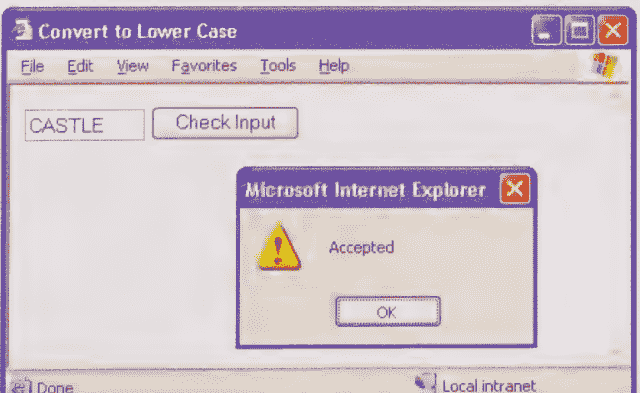 Convert to Lower Case
File Edit View Favorites Tools Help
CASTLE Check Input
Microsoft Internet Explorer
Accepted
OK
Done Local intranet